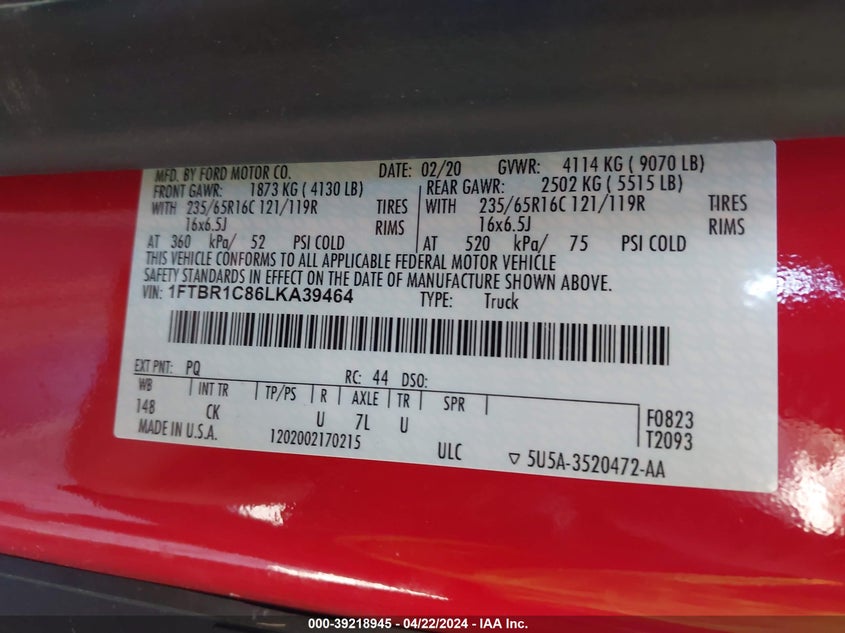 MFD. BY FORD MOTOR CO. DATE: 02/20 GVWR: 4114 KG ( 9070 LB)
FRONT GAWR: 1873 KG ( 4130 LB) REAR GAWR: 2502 KG ( 5515 LB)
WITH 235/65R16C 121/119R TIRES WITH 235/65R16C 121/119R TIRES
16x6.5J RIMS 16x6.5J RIMS
AT 360 kPa/ 52 PSI COLD AT 520 kPa/ 75 PSI COLD
THIS VEHICLE CONFORMS TO ALL APPLICABLE FEDERAL MOTOR VEHICLE
SAFETY STANDARDS IN EFFECT ON THE DATE OF MANUFACTURE SHOWN ABOVE.
VIN: 1FTBR1C86LKA39464 TYPE: Truck
EXT PNT: PQ RC: 44 DSO:
WB INT TR TP/PS R AXLE TR SPR
148 CK U 7L U F0823
MADE IN U.S.A. 1202002170215 ULC T2093
▽ 5U5A-3520472-AA
000-39218945 - 04/22/2024 - IAA Inc.